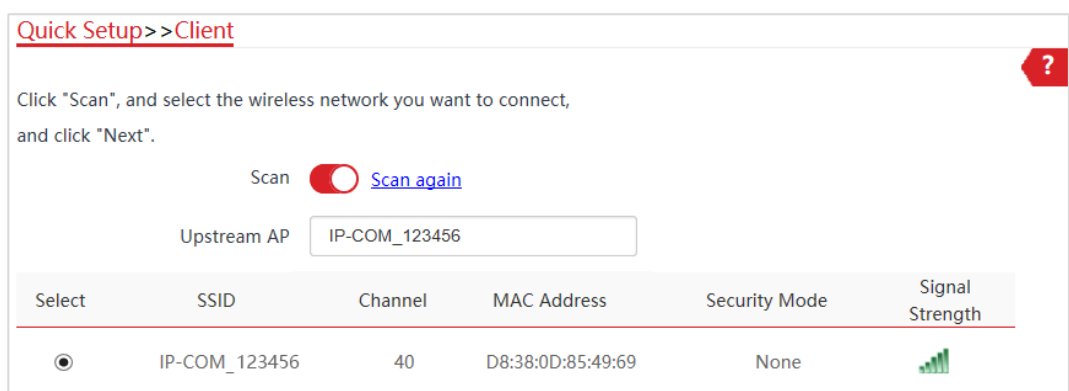 Quick Setup>>Client
?
Click "Scan", and select the wireless network you want to connect,
and click "Next".
Scan Scan again
Upstream AP IP-COM_123456
Select SSID Channel MAC Address Security Mode Signal Strength
IP-COM_123456 40 D8:38:0D:85:49:69 None